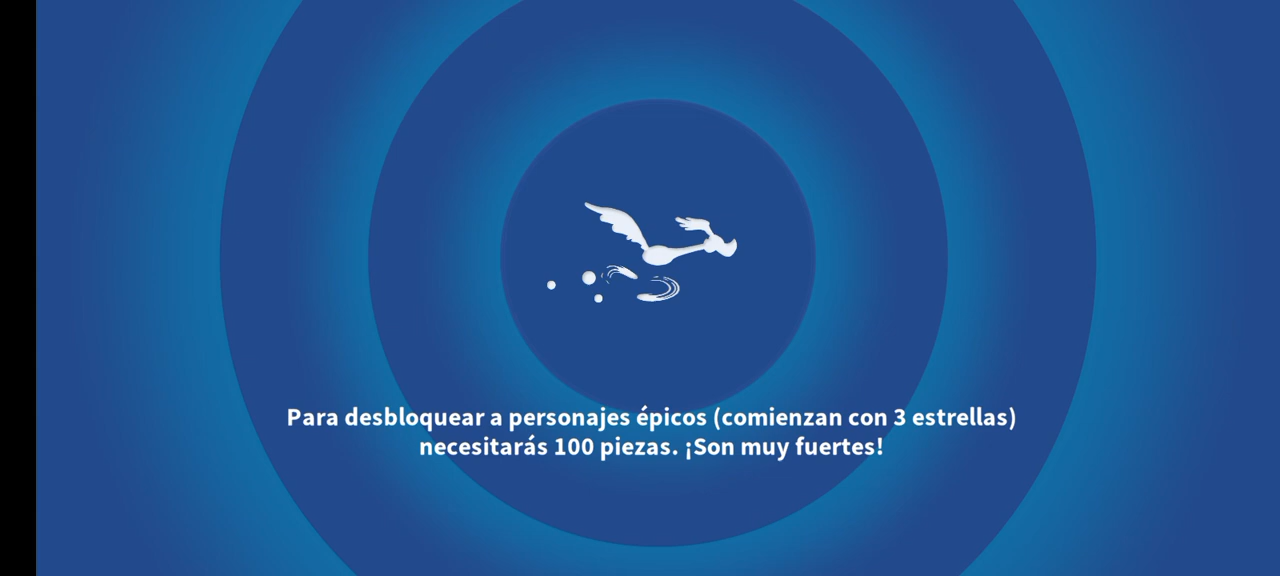 Para desbloquear a personajes épicos (comienzan con 3 estrellas)
necesitarás 100 piezas. ¡Son muy fuertes!